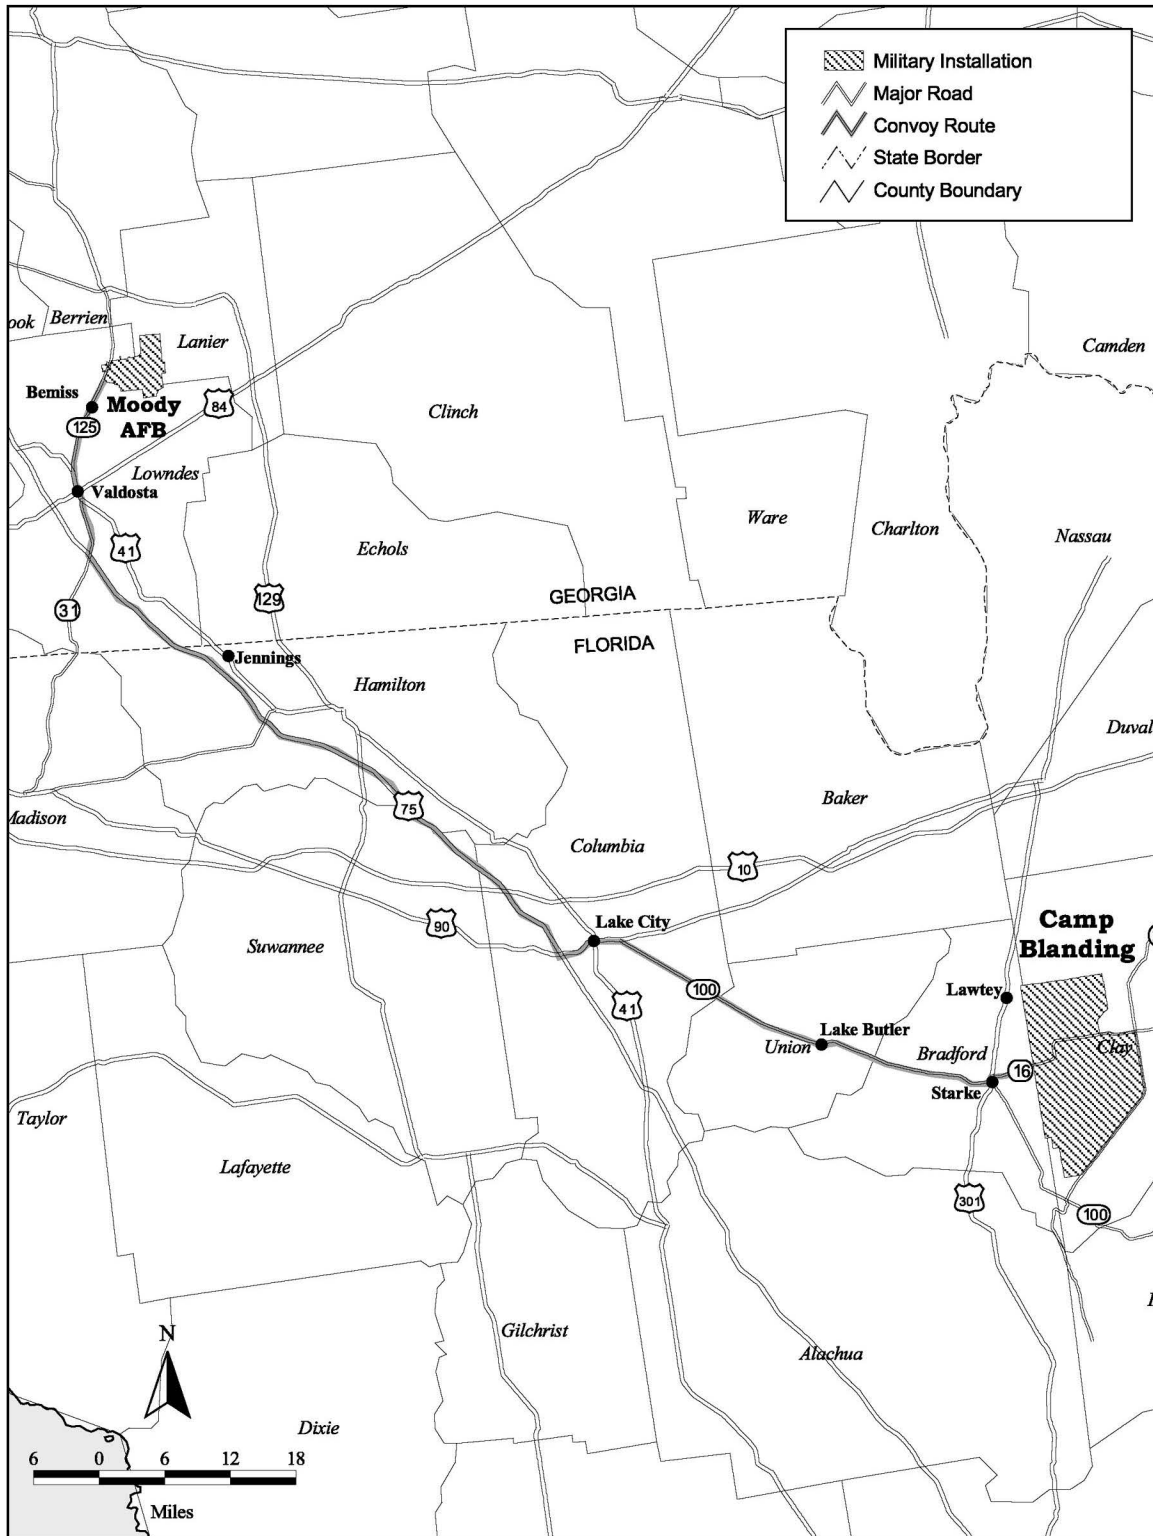 Military Installation
Major Road
Convoy Route
State Border
County Boundary
ook
Berrien
Lanier
Camden
Bemiss
Moody
AFB
84
125
Clinch
Lowndes
Valdosta
Ware
Charlton
Nassau
41
Echols
129
31
GEORGIA
FLORIDA
Jennings
Hamilton
Duval
75
Madison
Baker
Columbia
10
90
Lake City
Suwannee
Camp
Blanding
100
41
Lawtey
Lake Butler
Union
Bradford
Clay
16
Starke
Taylor
Lafayette
301
100
Gilchrist
Alachua
N
Dixie
6 0 6 12 18
Miles